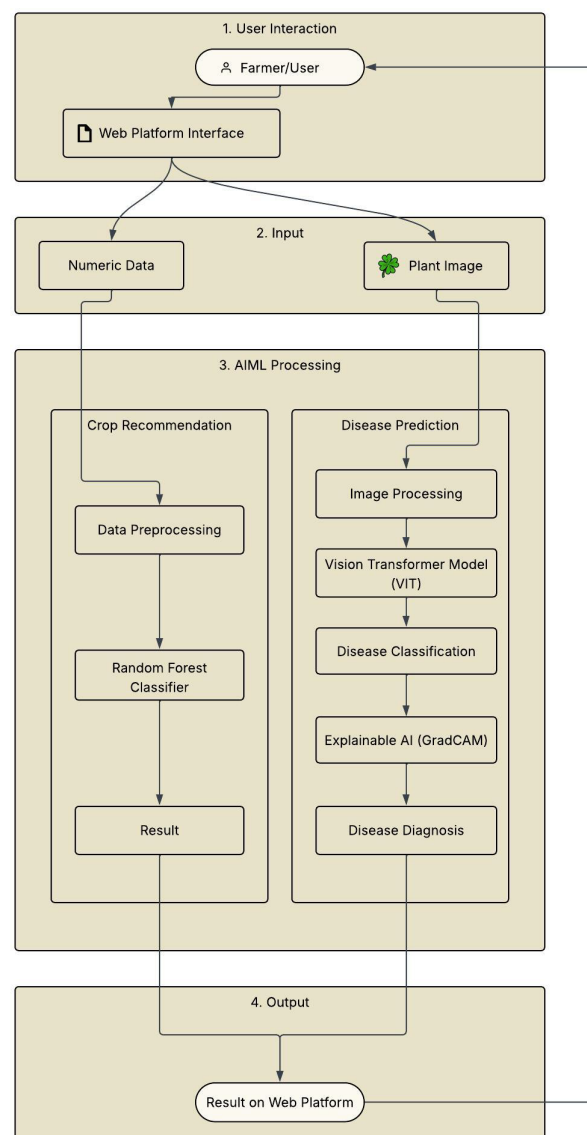 1. User Interaction
Farmer/User
Web Platform Interface
2. Input
Numeric Data
Plant Image
3. AIML Processing
Crop Recommendation
Data Preprocessing
Random Forest
Classifier
Result
Disease Prediction
Image Processing
Vision Transformer Model
(VIT)
Disease Classification
Explainable AI (GradCAM)
Disease Diagnosis
4. Output
Result on Web Platform